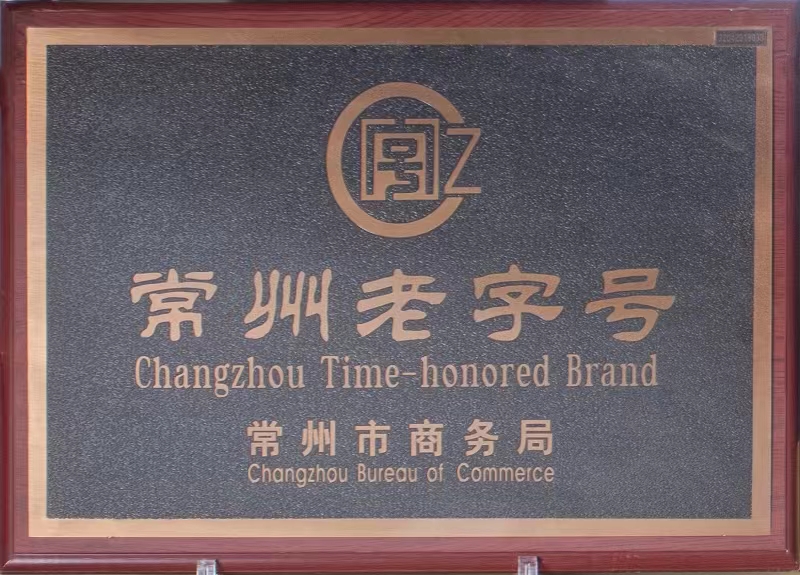 号
Z
常州老字号
Changzhou Time-honored Brand
常州市商务局
Changzhou Bureau of Commerce